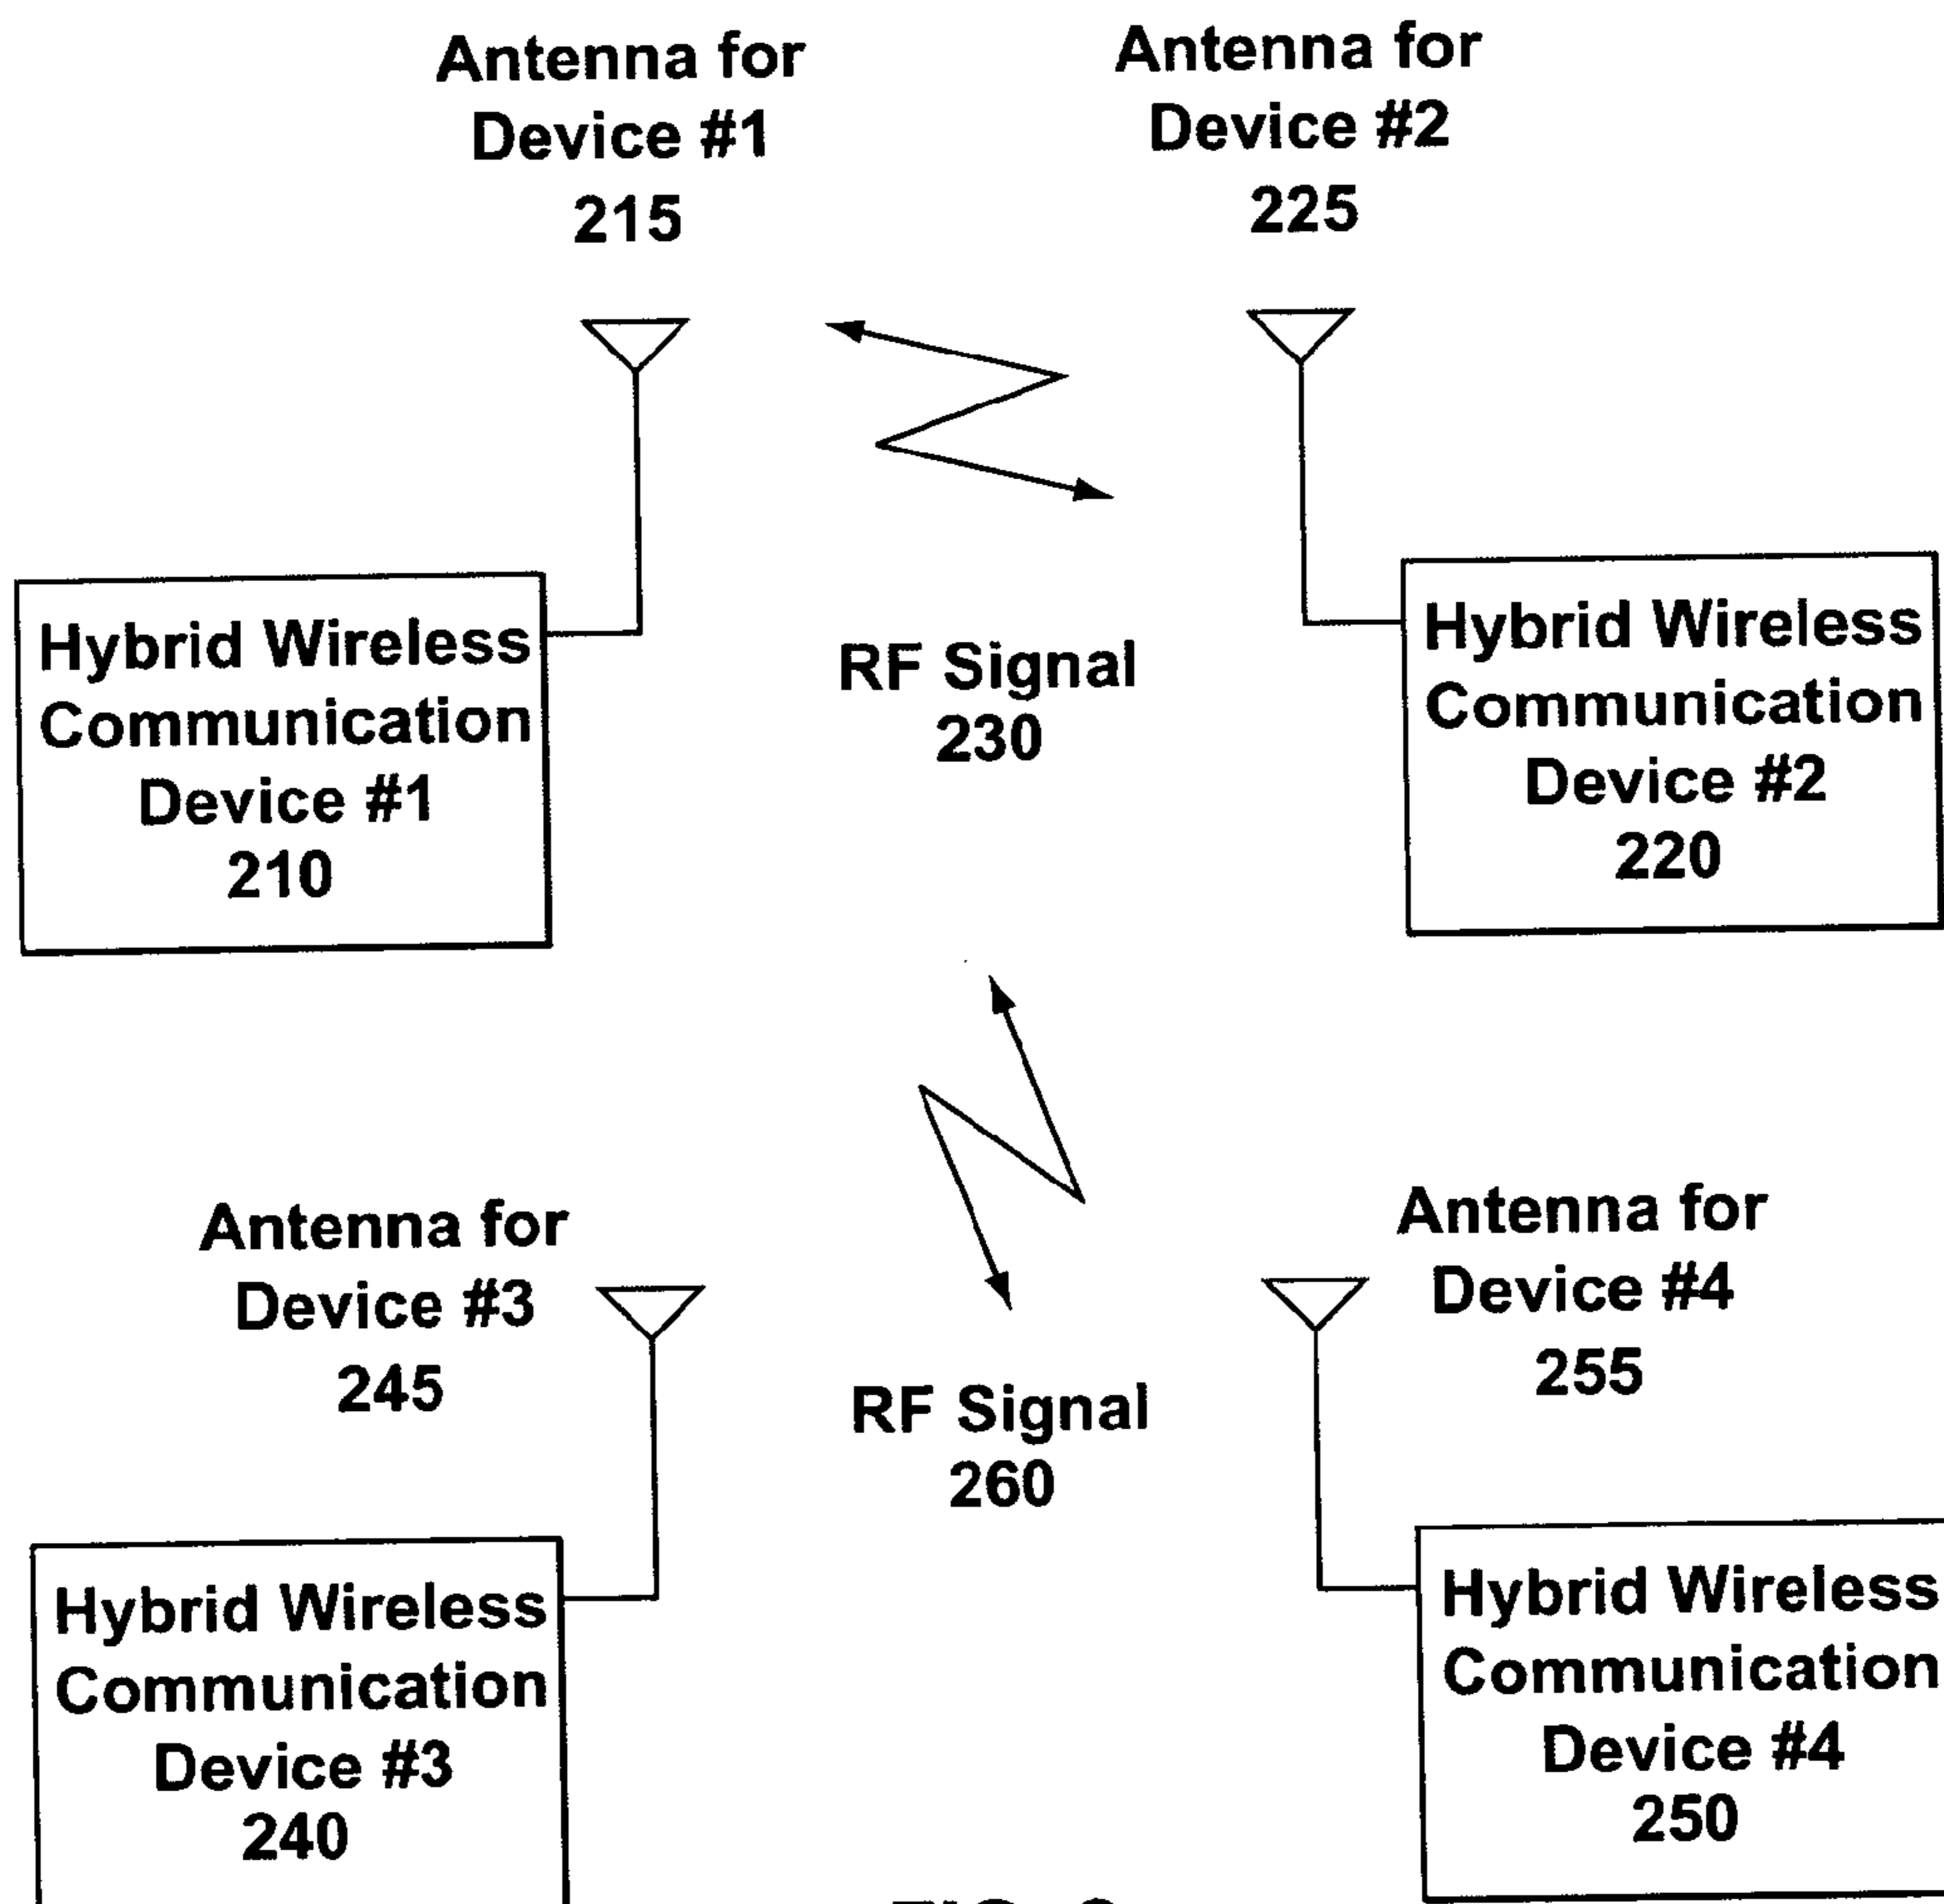 Antenna for
Device #1
215
Antenna for
Device #2
225
Hybrid Wireless
Communication
Device #1
210
RF Signal
230
Hybrid Wireless
Communication
Device #2
220
Antenna for
Device #3
245
Antenna for
Device #4
255
RF Signal
260
Hybrid Wireless
Communication
Device #3
240
Hybrid Wireless
Communication
Device #4
250